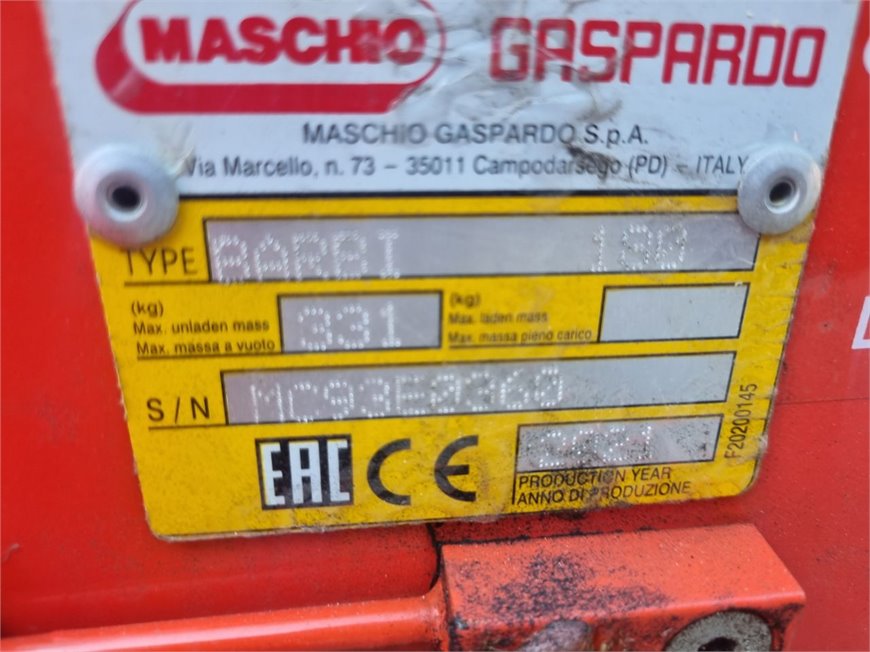 MASCHIO GASPARDO
MASCHIO GASPARDO S.p.A.
Via Marcello, n. 73 – 35011 Campodarsego (PD) – ITALY
TYPE BARBI 180
(kg)
Max. unladen mass
Max. massa a vuoto
331
(kg)
Max. laden mass
Max. massa pieno carico
S/N MC93E0360
EAC CE
2021
PRODUCTION YEAR
ANNO DI PRODUZIONE
F20200145